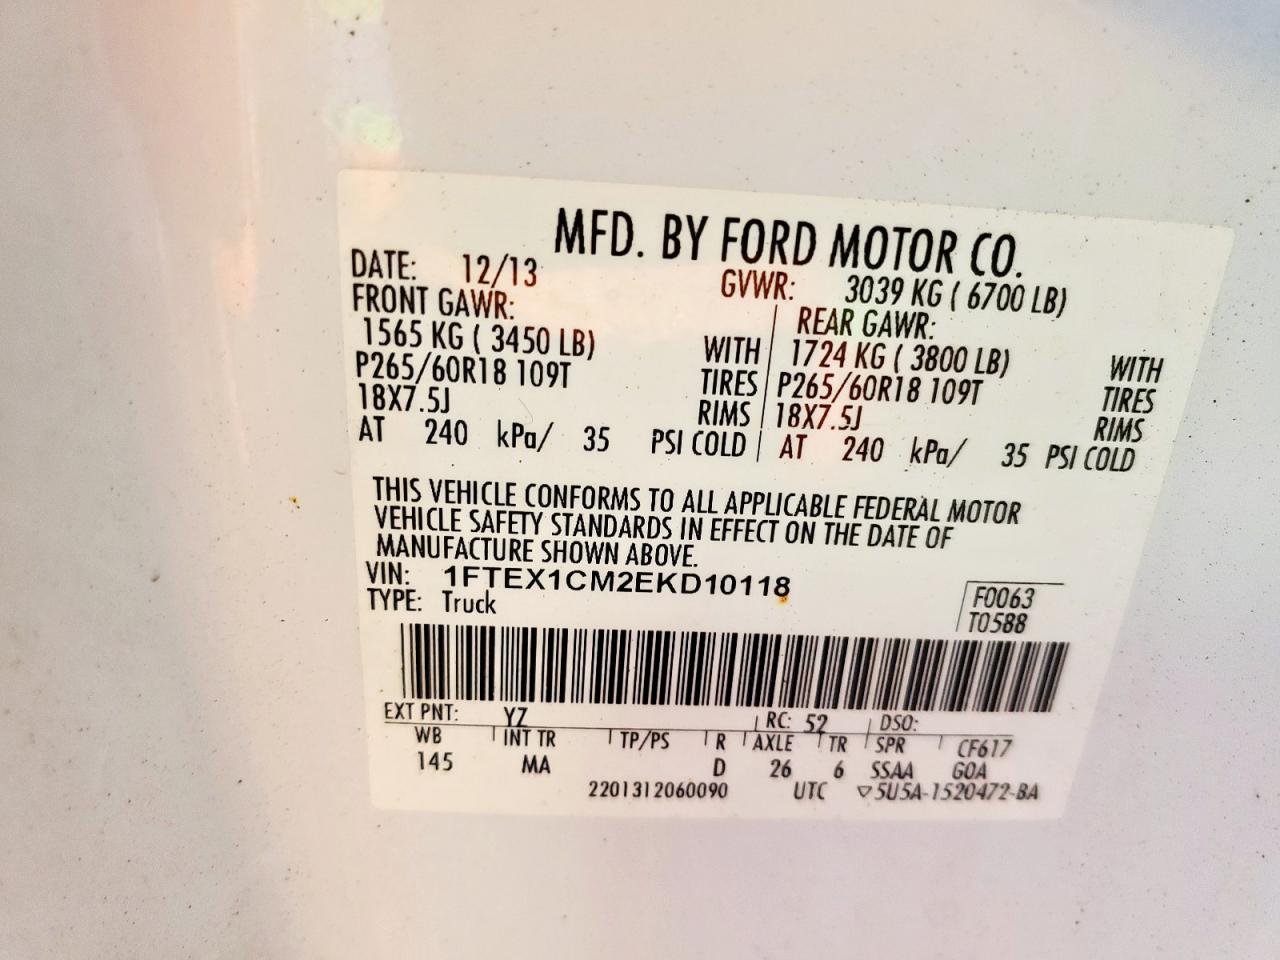 MFD. BY FORD MOTOR CO.
DATE: 12/13 GVWR: 3039 KG ( 6700 LB)
FRONT GAWR: REAR GAWR:
1565 KG ( 3450 LB) WITH 1724 KG ( 3800 LB) WITH
P265/60R18 109T TIRES P265/60R18 109T TIRES
18X7.5J RIMS 18X7.5J RIMS
AT 240 kPa/ 35 PSI COLD AT 240 kPa/ 35 PSI COLD
THIS VEHICLE CONFORMS TO ALL APPLICABLE FEDERAL MOTOR
VEHICLE SAFETY STANDARDS IN EFFECT ON THE DATE OF
MANUFACTURE SHOWN ABOVE.
VIN: 1FTEX1CM2EKD10118
TYPE: Truck
F0063
T0588
EXT PNT: YZ RC: 52 DSO:
WB INT TR TP/PS R AXLE TR SPR CF617
145 MA D 26 6 SSAA GOA
2201312060090 UTC ▽5U5A-1520472-BA